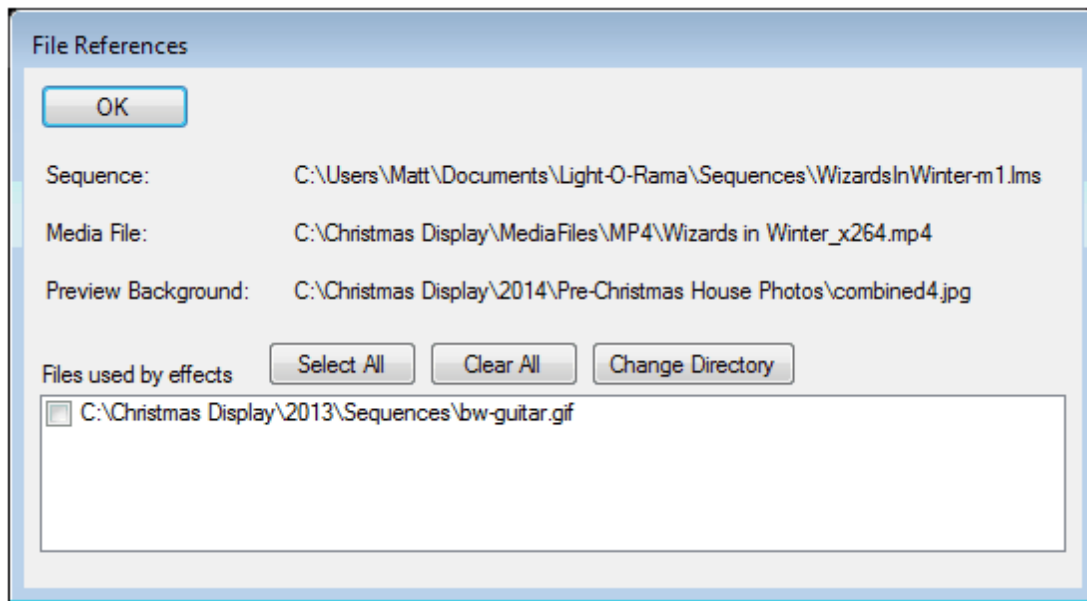 File References
OK
Sequence: C:\Users\Matt\Documents\Light-O-Rama\Sequences\WizardsInWinter-m1.lms
Media File: C:\Christmas Display\MediaFiles\MP4\Wizards in Winter_x264.mp4
Preview Background: C:\Christmas Display\2014\Pre-Christmas House Photos\combined4.jpg
Files used by effects Select All Clear All Change Directory
C:\Christmas Display\2013\Sequences\bw-guitar.gif